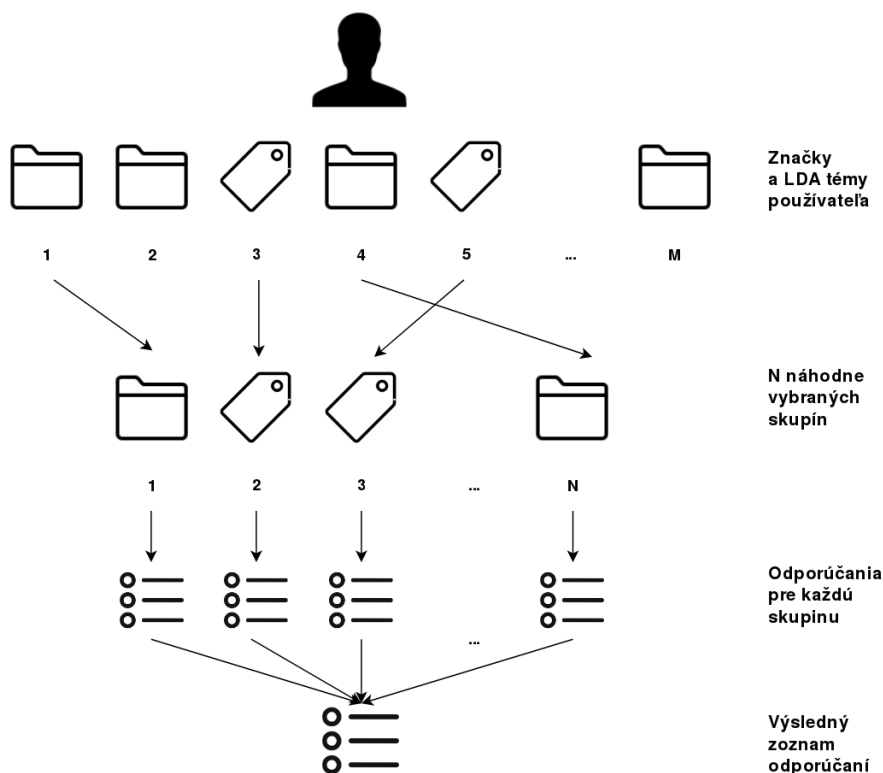 Značky
a LDA témy
používateľa
1 2 3 4 5 ... M
N náhodne
vybraných
skupín
1 2 3 ... N
Odporúčania
pre každú
skupinu
...
Výsledný
zoznam
odporúčaní